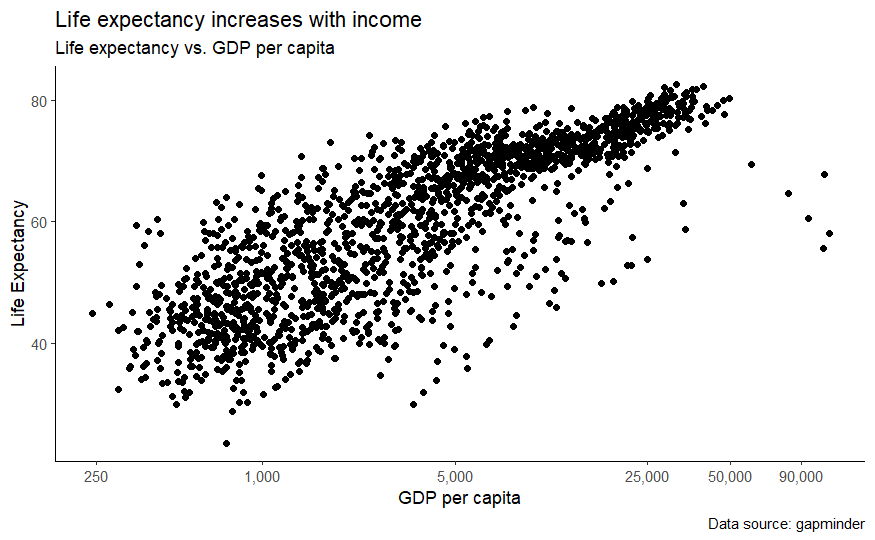 Life expectancy increases with income
Life expectancy vs. GDP per capita
Life Expectancy
80
60
40
250 1,000 5,000 25,000 50,000 90,000
GDP per capita
Data source: gapminder